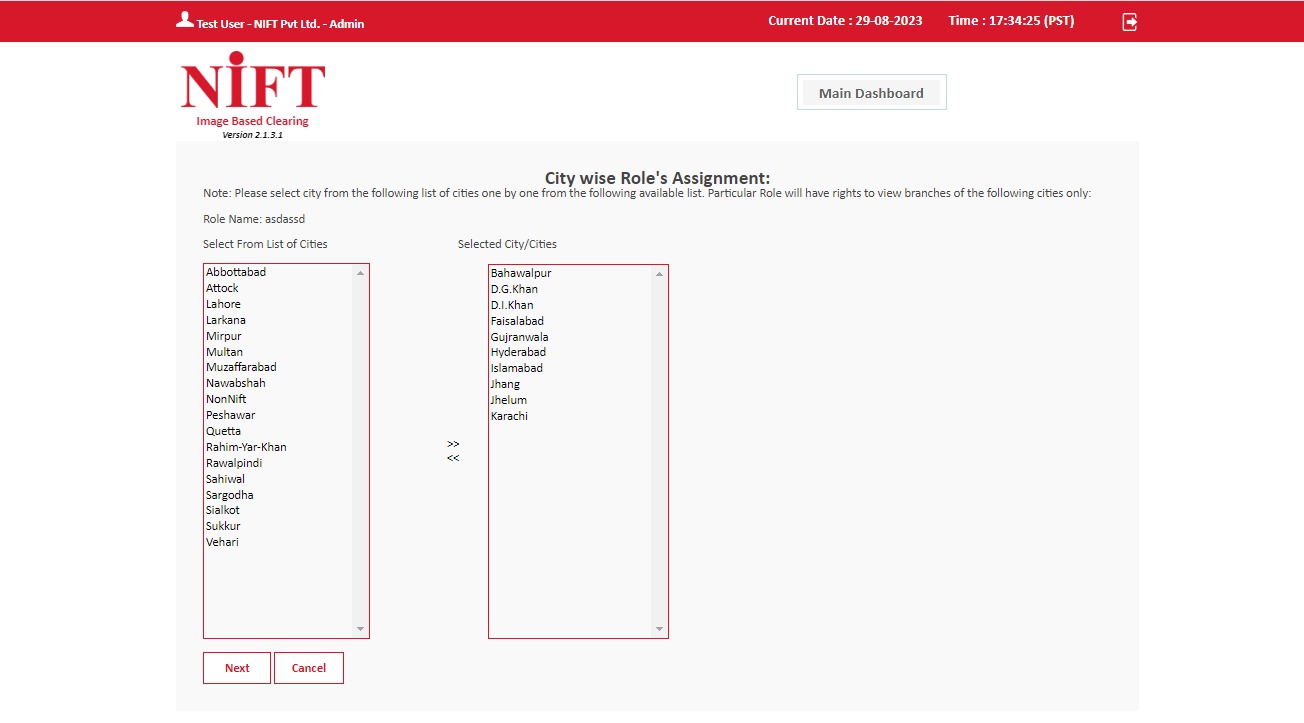 Test User - NIFT Pvt Ltd. - Admin
Current Date : 29-08-2023
Time : 17:34:25 (PST)
NIFT
Image Based Clearing
Version 2.1.3.1
Main Dashboard
City wise Role's Assignment:
Note: Please select city from the following list of cities one by one from the following available list. Particular Role will have rights to view branches of the following cities only:
Role Name: asdassd
Select From List of Cities
Abbottabad
Attock
Lahore
Larkana
Mirpur
Multan
Muzaffarabad
Nawabshah
NonNift
Peshawar
Quetta
Rahim-Yar-Khan
Rawalpindi
Sahiwal
Sargodha
Sialkot
Sukkur
Vehari
>>
<<
Selected City/Cities
Bahawalpur
D.G.Khan
D.I.Khan
Faisalabad
Gujranwala
Hyderabad
Islamabad
Jhang
Jhelum
Karachi
Next
Cancel